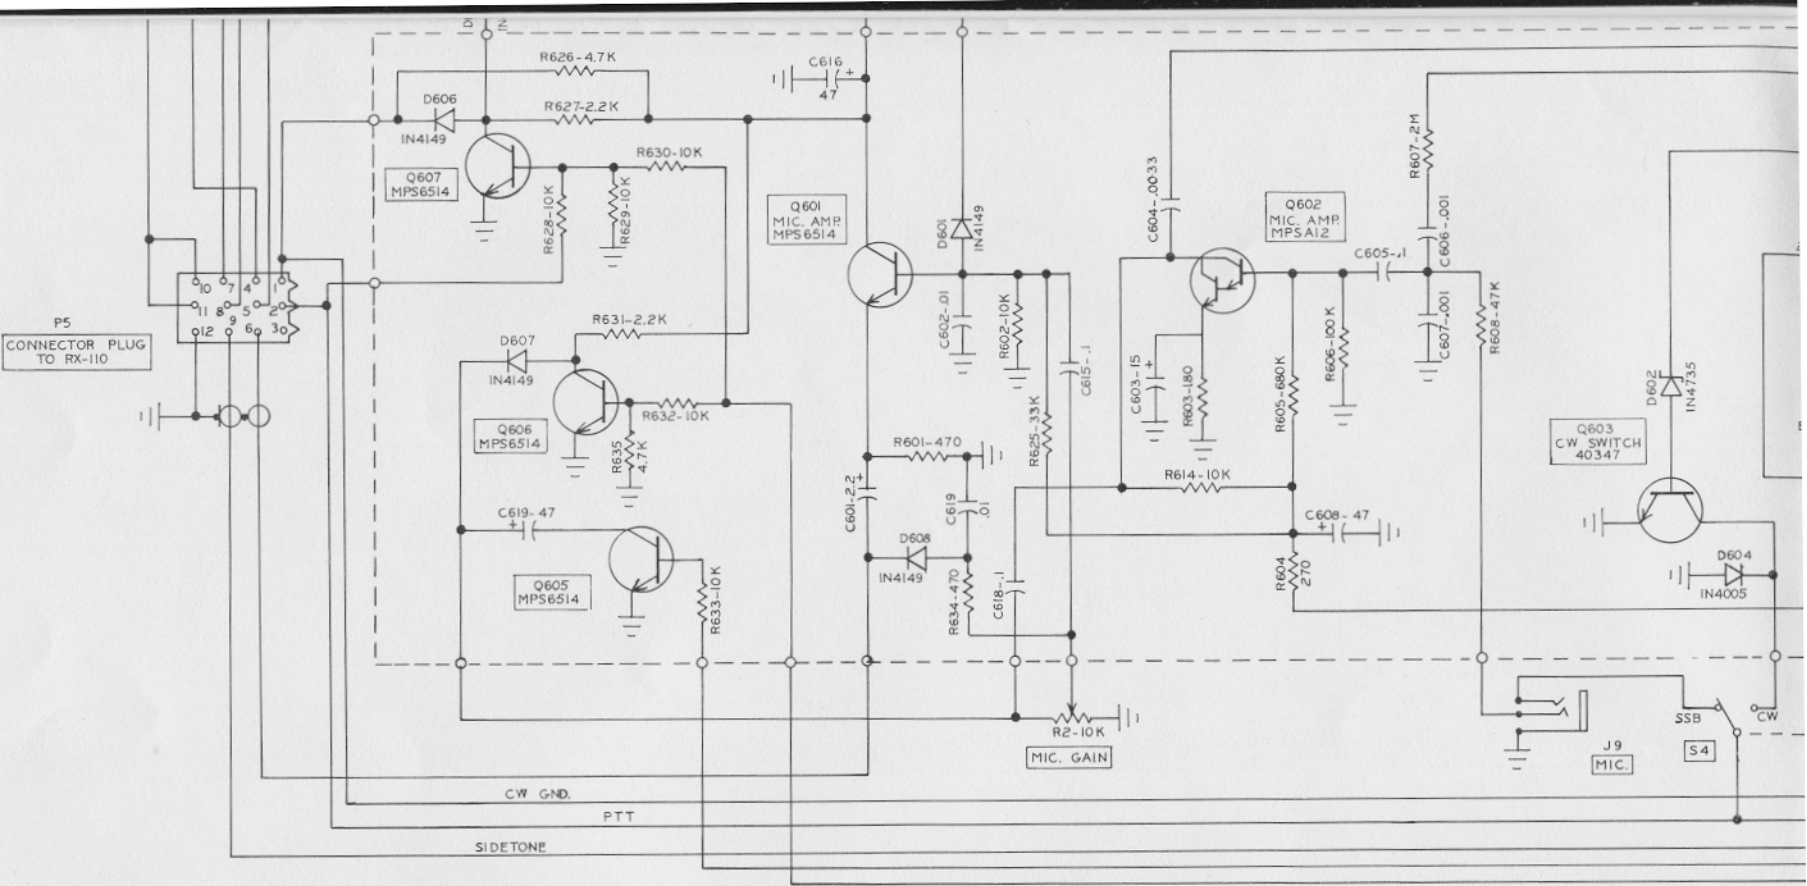 R626-4.7K
C616
+
47
D606
IN4149
R627-2.2K
Q607
MPS6514
R630-10K
R628-10K
R629-10K
Q601
MIC. AMP.
MPS6514
D601
IN4149
C604-.0033
Q602
MIC. AMP.
MPSA12
R607-2M
C606-.001
C605-.1
10 7 4 1
11 8 5 2
12 9 6 3
P5
CONNECTOR PLUG
TO RX-110
R631-2.2K
D607
IN4149
C602-.01
R602-10K
C615-.1
C603-15
+
R603-180
R605-680K
R606-100K
C607-.001
R608-47K
D602
IN4735
Q606
MPS6514
R632-10K
R635
4.7K
R601-470
R625-33K
Q603
CW SWITCH
40347
R614-10K
C601-2.2
+
C619
.01
C619-47
+
C608-47
+
D608
IN4149
Q605
MPS6514
R633-10K
R634-470
C618-.1
R604
270
D604
IN4005
R2-10K
MIC. GAIN
J9
MIC.
SSB
CW
S4
CW GND.
PTT
SIDETONE